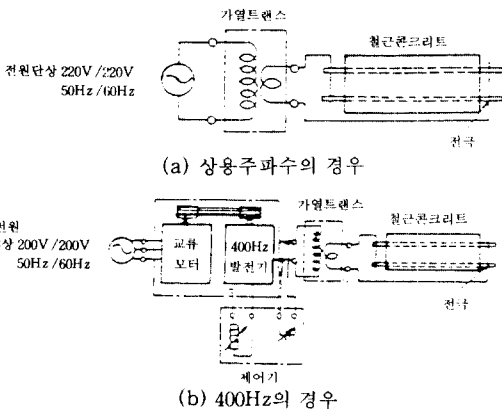 가열트랜스
철근콘크리트
전원단상 220V/220V
50Hz/60Hz
전극
(a) 상용주파수의 경우
가열트랜스
전원
상 200V/200V
50Hz/60Hz
교류
모터
400Hz
발전기
철근콘크리트
전극
제어기
(b) 400Hz의 경우